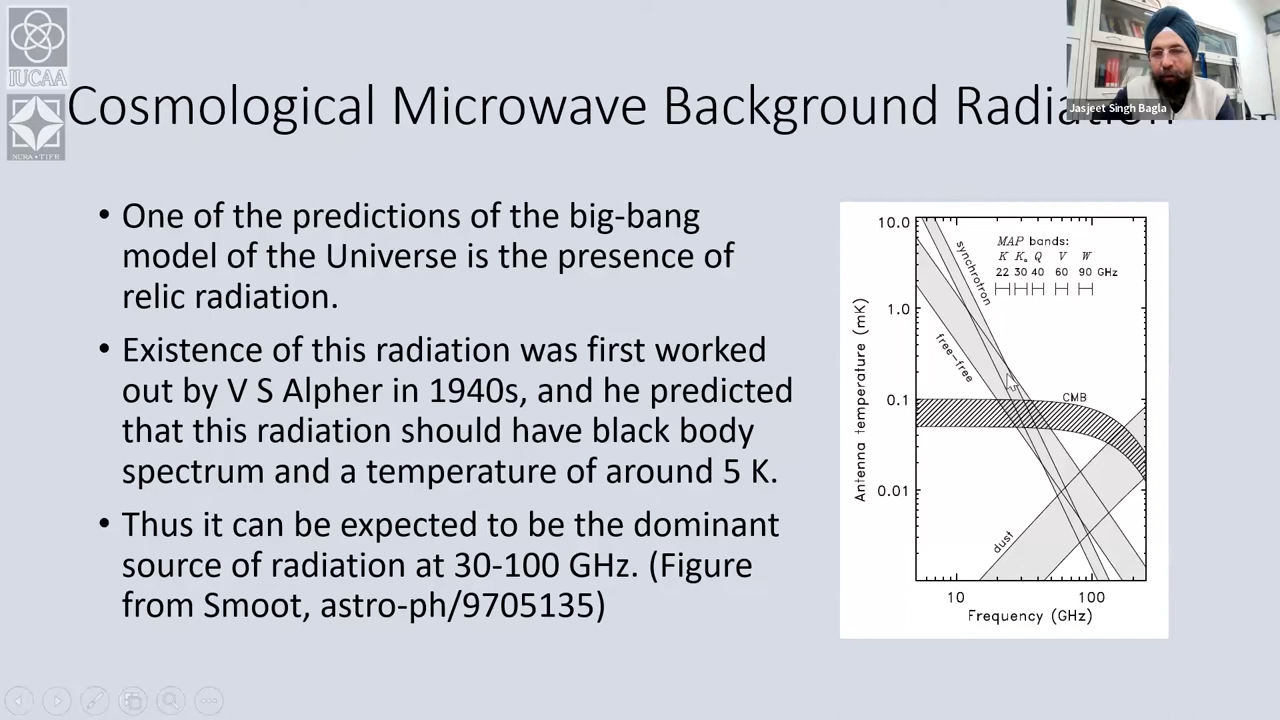 IUCAA
NCRA • TIFR
Jasjeet Singh Bagla
Cosmological Microwave Background Radiation
• One of the predictions of the big-bang
model of the Universe is the presence of
relic radiation.
• Existence of this radiation was first worked
out by V S Alpher in 1940s, and he predicted
that this radiation should have black body
spectrum and a temperature of around 5 K.
• Thus it can be expected to be the dominant
source of radiation at 30-100 GHz. (Figure
from Smoot, astro-ph/9705135)
10.0
1.0
0.1
0.01
Antenna temperature (mK)
synchrotron
free-free
MAP bands:
K Ka Q V W
22 30 40 60 90 GHz
CMB
dust
10 100
Frequency (GHz)